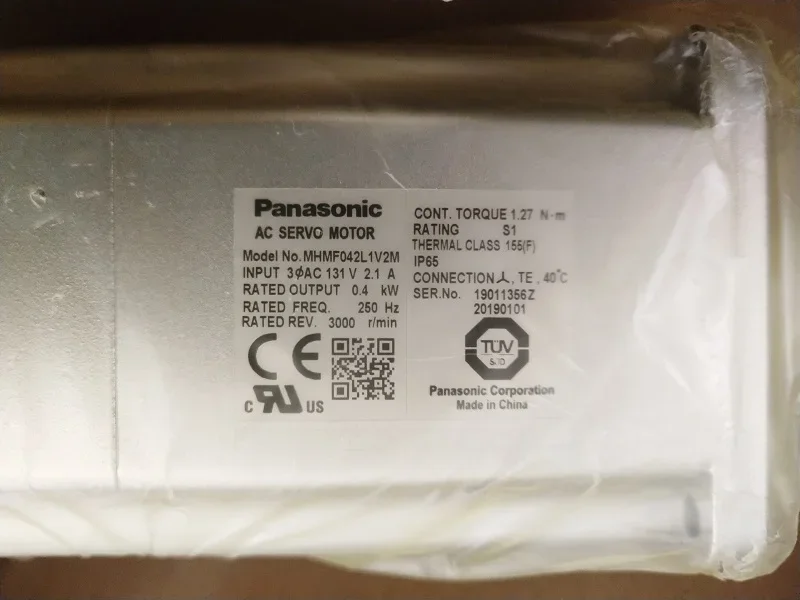 Panasonic
AC SERVO MOTOR
Model No. MHMF042L1V2M
INPUT 3ϕAC 131 V 2.1 A
RATED OUTPUT 0.4 kW
RATED FREQ. 250 Hz
RATED REV. 3000 r/min
CE
c RU US
CONT. TORQUE 1.27 N·m
RATING S1
THERMAL CLASS 155(F)
IP65
CONNECTION 人, TE, 40°C
SER.No. 19011356Z
20190101
TÜV
SÜD
Panasonic Corporation
Made in China